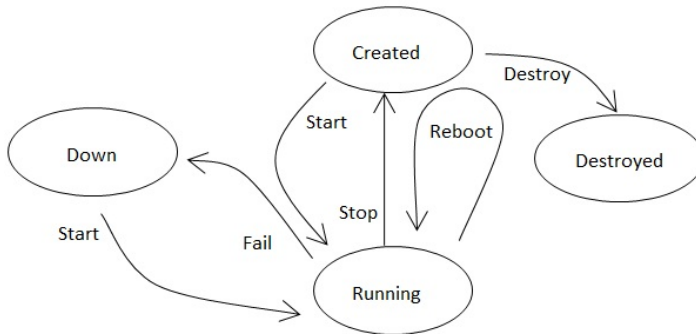 Created
Destroy
Start
Reboot
Down
Destroyed
Stop
Start
Fail
Running